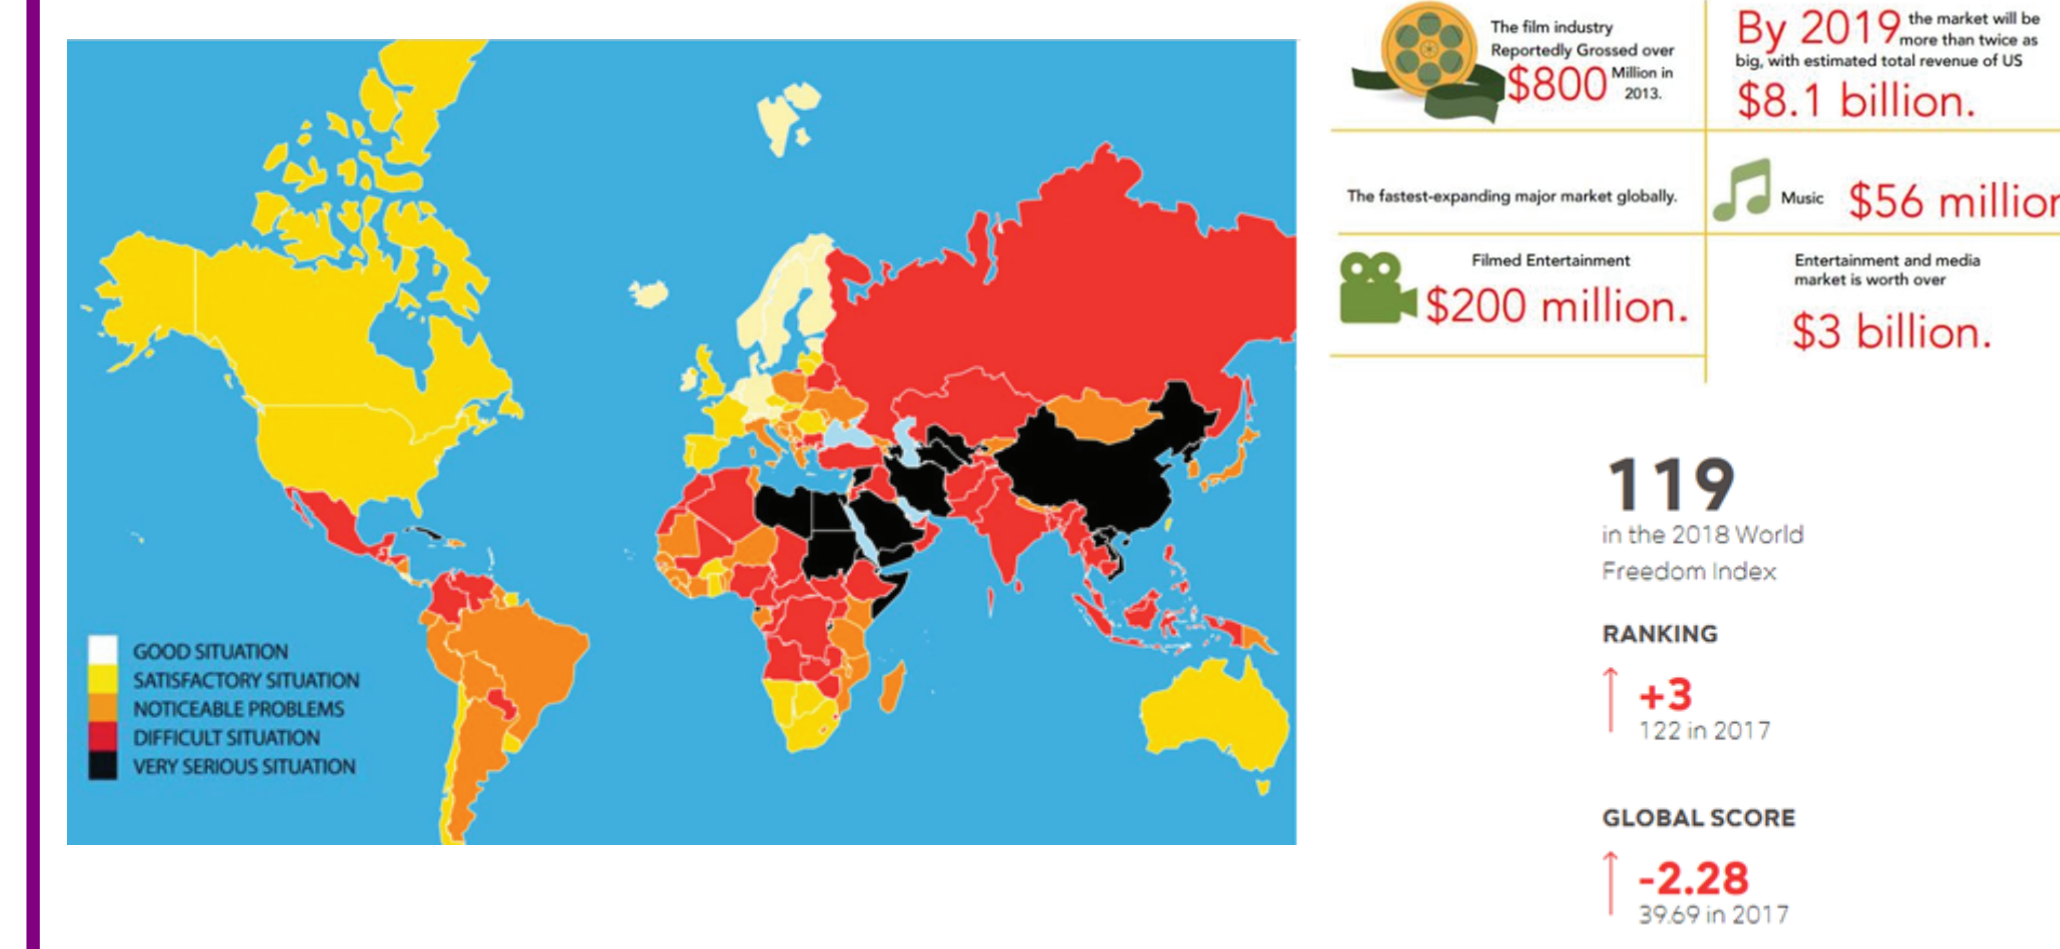 The film industry
Reportedly Grossed over
$800 Million in
2013.
By 2019 the market will be
more than twice as
big, with estimated total revenue of US
$8.1 billion.
The fastest-expanding major market globally.
Music $56 million
Filmed Entertainment
$200 million.
Entertainment and media
market is worth over
$3 billion.
GOOD SITUATION
SATISFACTORY SITUATION
NOTICEABLE PROBLEMS
DIFFICULT SITUATION
VERY SERIOUS SITUATION
119
in the 2018 World
Freedom Index
RANKING
+3
122 in 2017
GLOBAL SCORE
-2.28
39.69 in 2017